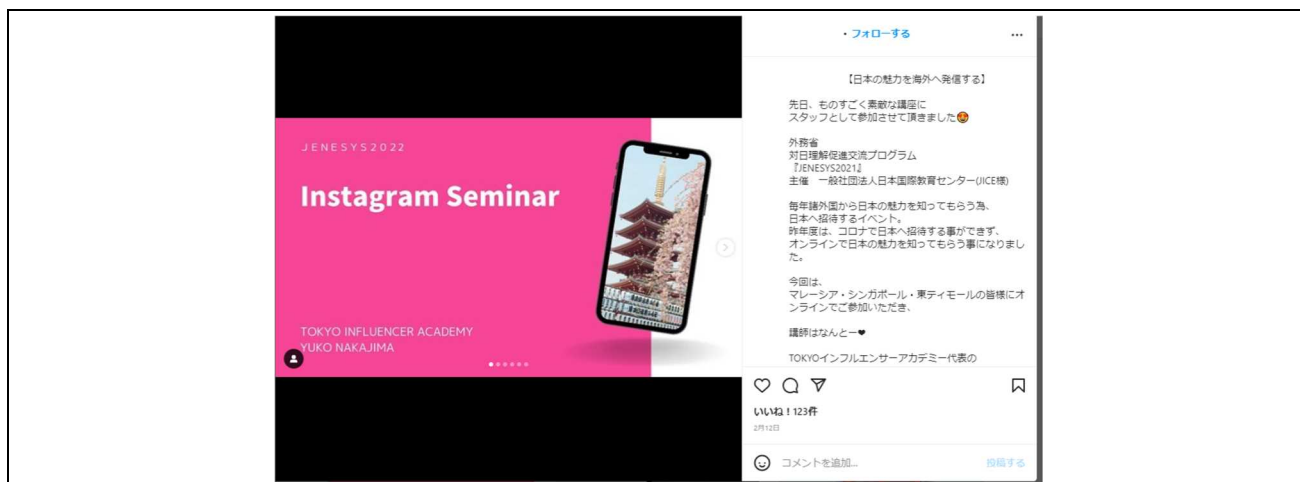 JENESYS2022
Instagram Seminar
TOKYO INFLUENCER ACADEMY
YUKO NAKAJIMA
• フォローする
【日本の魅力を海外へ発信する】
先日、ものすごく素敵な講座に
スタッフとして参加させて頂きました😍
外務省
対日理解促進交流プログラム
『JENESYS2021』
主催 一般社団法人日本国際教育センター(JICE様)
毎年諸外国から日本の魅力を知ってもらう為、
日本へ招待するイベント。
昨年度は、コロナで日本へ招待する事ができず、
オンラインで日本の魅力を知ってもらう事になりまし
た。
今回は、
マレーシア・シンガポール・東ティモールの皆様にオ
ンラインでご参加いただき、
講師はなんとー❤
TOKYOインフルエンサーアカデミー代表の
いいね！123件
2月12日
コメントを追加...
投稿する